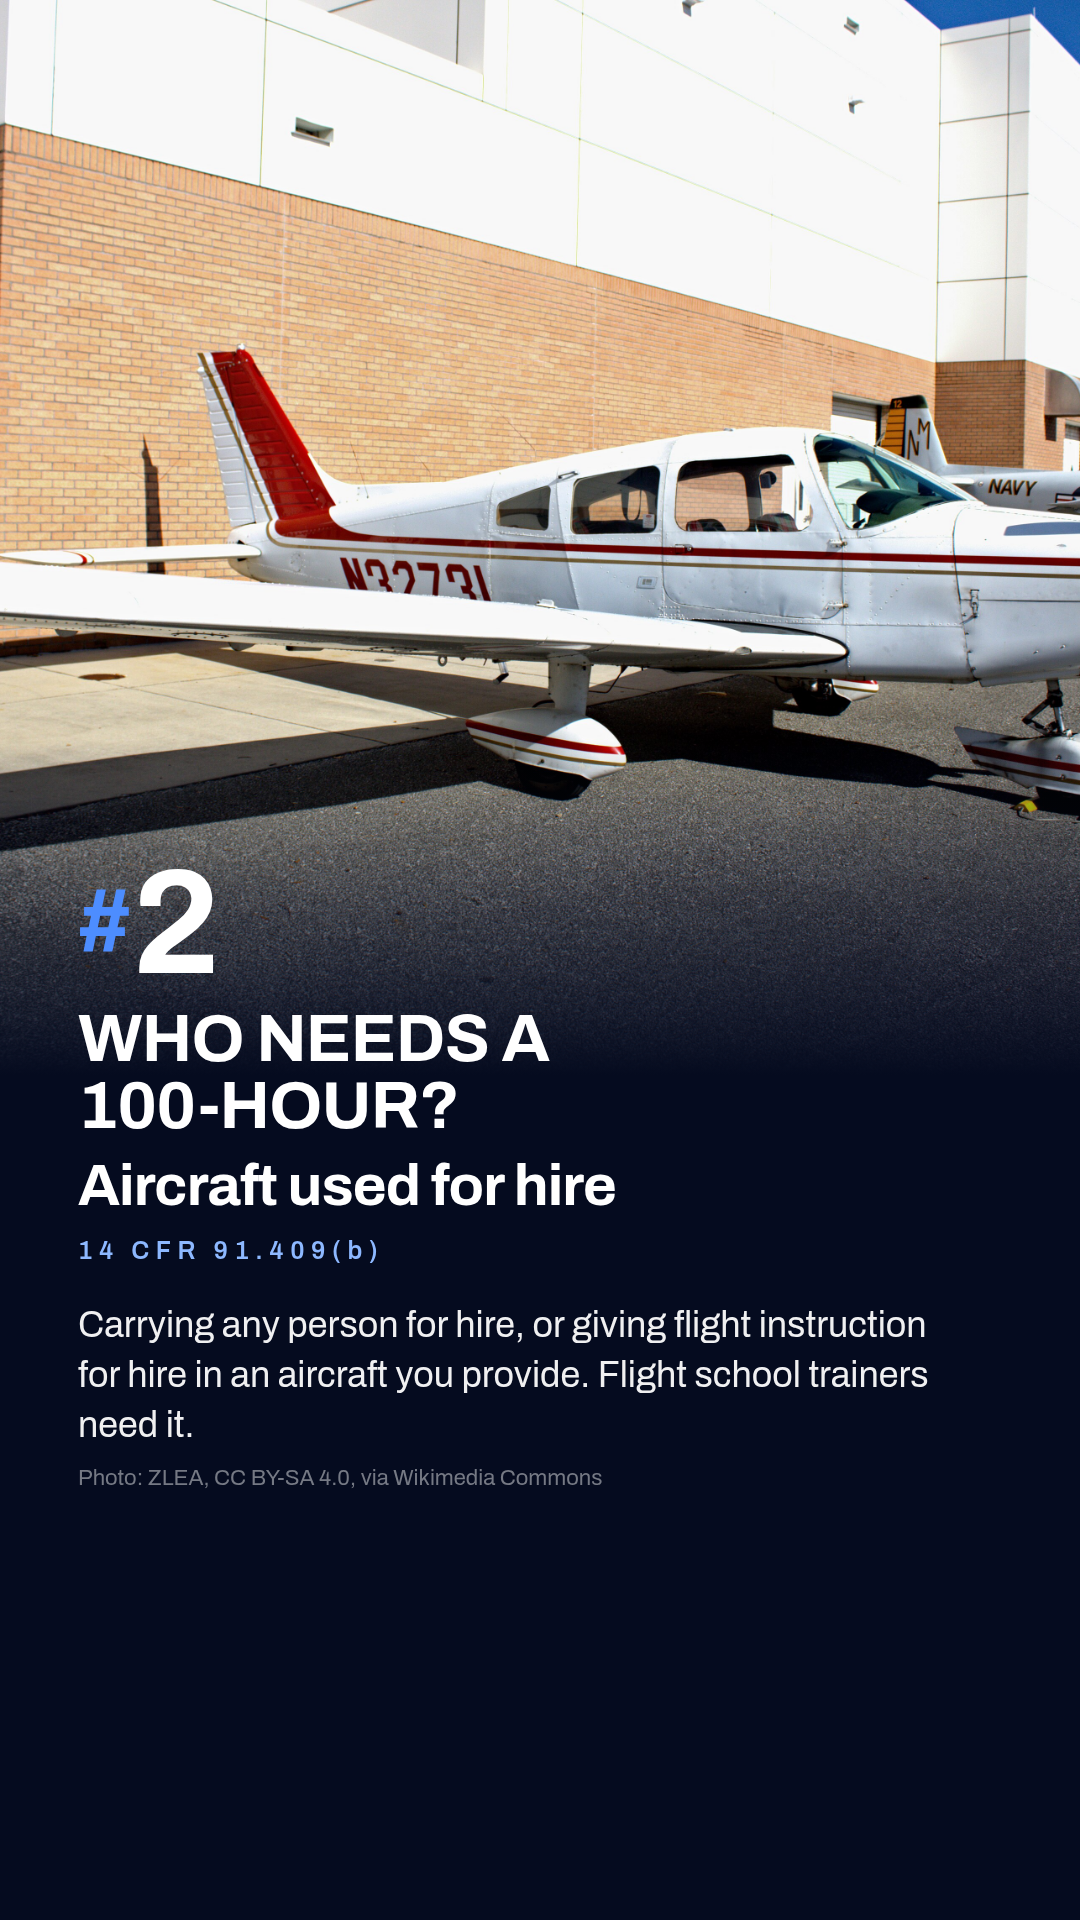 12
NM
NAVY
#2
WHO NEEDS A
100-HOUR?
Aircraft used for hire
14 CFR 91.409(b)
Carrying any person for hire, or giving flight instruction
for hire in an aircraft you provide. Flight school trainers
need it.
Photo: ZLEA, CC BY-SA 4.0, via Wikimedia Commons